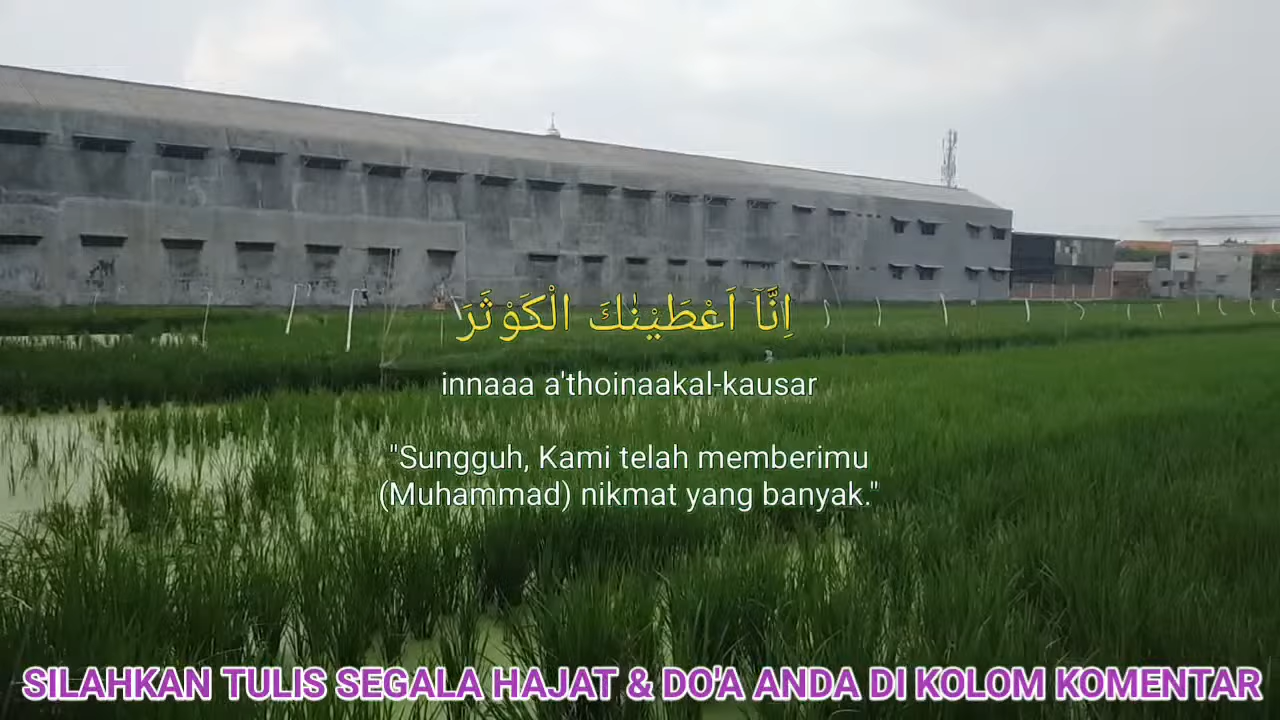 اِنَّآ اَعْطَيْنٰكَ الْكَوْثَرَ
innaaa a'thoinaakal-kausar
"Sungguh, Kami telah memberimu
(Muhammad) nikmat yang banyak."
SILAHKAN TULIS SEGALA HAJAT & DO'A ANDA DI KOLOM KOMENTAR